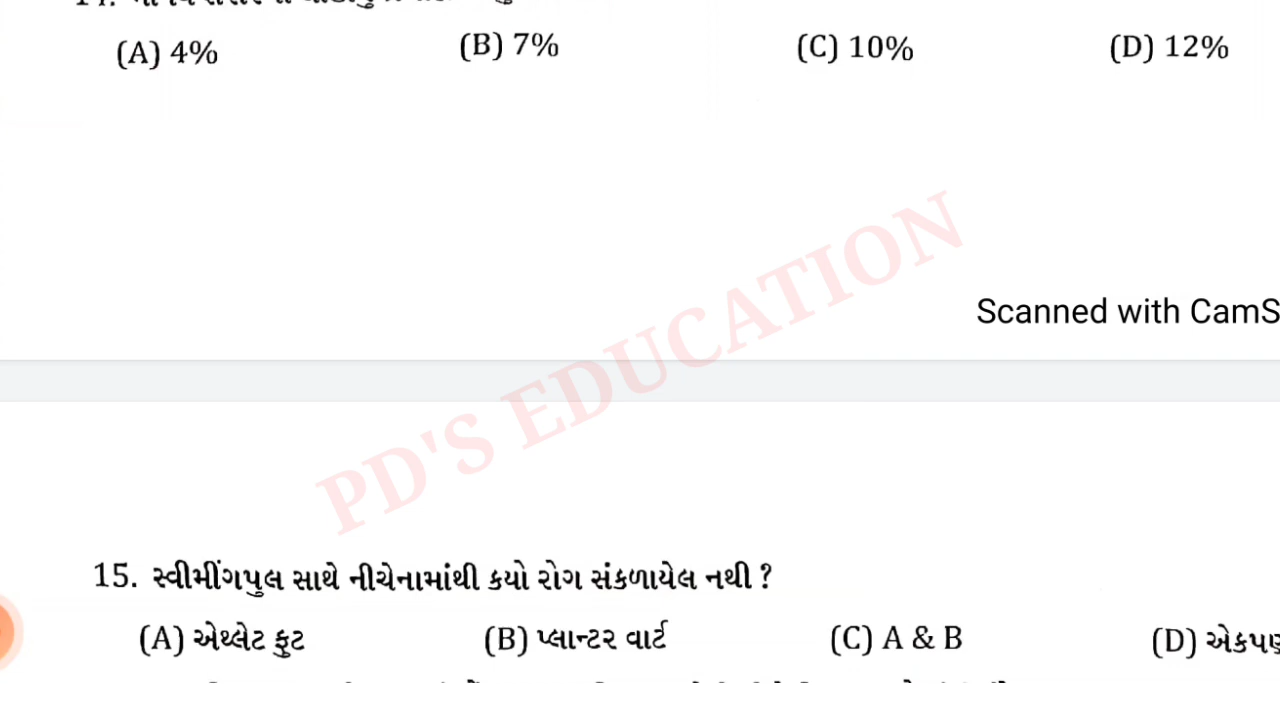 (A) 4% (B) 7% (C) 10% (D) 12%
PD'S EDUCATION
Scanned with CamS
15. સ્વીમીંગપુલ સાથે નીચેનામાંથી કયો રોગ સંકળાયેલ નથી ?
(A) એથ્લેટ ફુટ (B) પ્લાન્ટર વાર્ટ (C) A & B (D) એકપણ